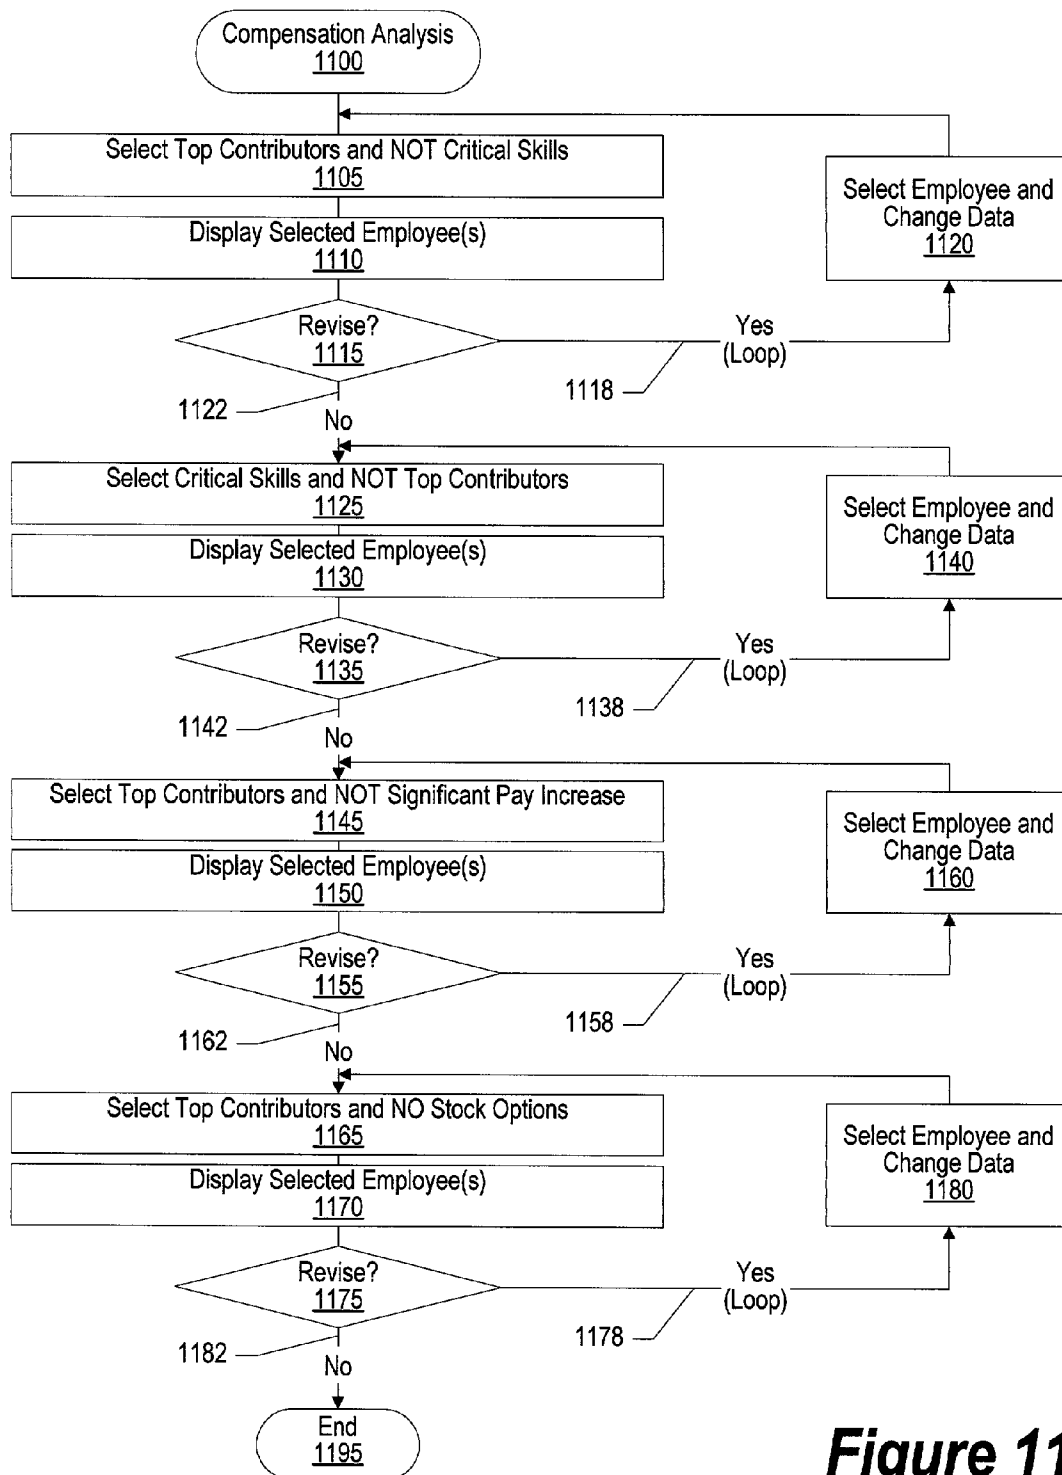 Compensation Analysis
1100
Select Top Contributors and NOT Critical Skills
1105
Display Selected Employee(s)
1110
Select Employee and
Change Data
1120
Revise?
1115
Yes
(Loop)
1118
1122
No
Select Critical Skills and NOT Top Contributors
1125
Display Selected Employee(s)
1130
Select Employee and
Change Data
1140
Revise?
1135
Yes
(Loop)
1138
1142
No
Select Top Contributors and NOT Significant Pay Increase
1145
Display Selected Employee(s)
1150
Select Employee and
Change Data
1160
Revise?
1155
Yes
(Loop)
1158
1162
No
Select Top Contributors and NO Stock Options
1165
Display Selected Employee(s)
1170
Select Employee and
Change Data
1180
Revise?
1175
Yes
(Loop)
1178
1182
No
End
1195
Figure 11